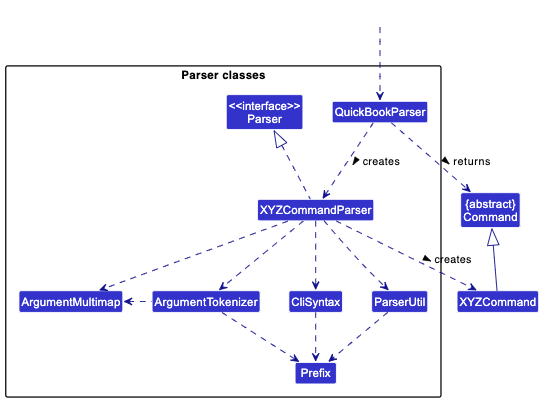 Parser classes
<<interface>>
Parser
QuickBookParser
creates
returns
XYZCommandParser
{abstract}
Command
creates
ArgumentMultimap
ArgumentTokenizer
CliSyntax
ParserUtil
XYZCommand
Prefix